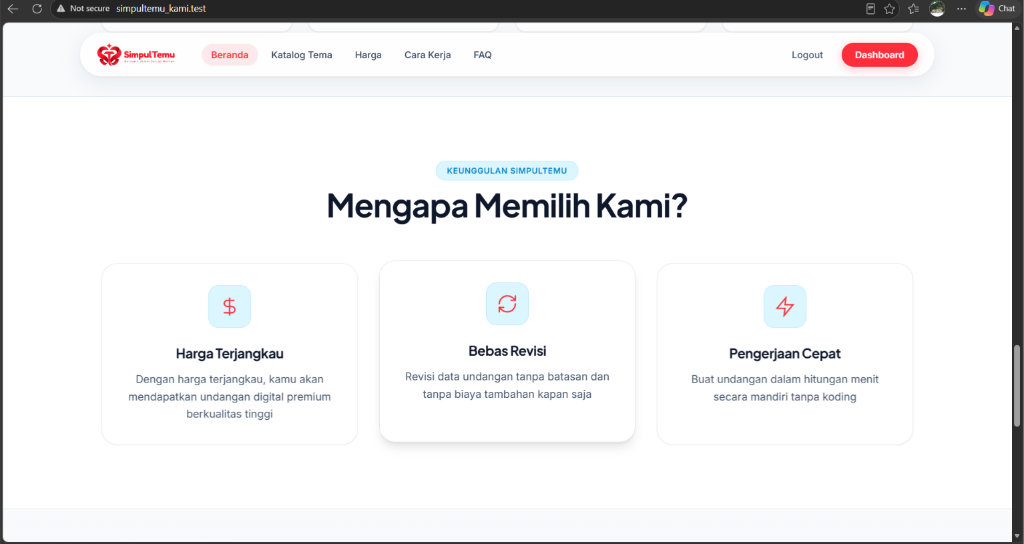 Not secure simpultemu_kami.test
Chat
SimpulTemu
Beranda
Katalog Tema
Harga
Cara Kerja
FAQ
Logout
Dashboard
KEUNGGULAN SIMPULTEMU
Mengapa Memilih Kami?
Harga Terjangkau
Dengan harga terjangkau, kamu akan
mendapatkan undangan digital premium
berkualitas tinggi
Bebas Revisi
Revisi data undangan tanpa batasan dan
tanpa biaya tambahan kapan saja
Pengerjaan Cepat
Buat undangan dalam hitungan menit
secara mandiri tanpa koding